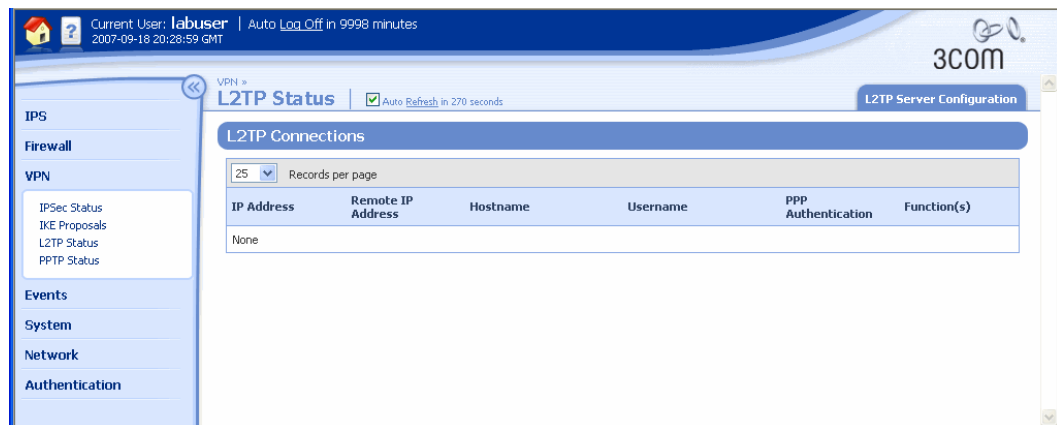 Current User: labuser | Auto Log Off in 9998 minutes
2007-09-18 20:28:59 GMT
3COM
VPN »
L2TP Status | Auto Refresh in 270 seconds
L2TP Server Configuration
IPS
Firewall
VPN
IPSec Status
IKE Proposals
L2TP Status
PPTP Status
Events
System
Network
Authentication
L2TP Connections
25 Records per page
IP Address Remote IP Address Hostname Username PPP Authentication Function(s)
None